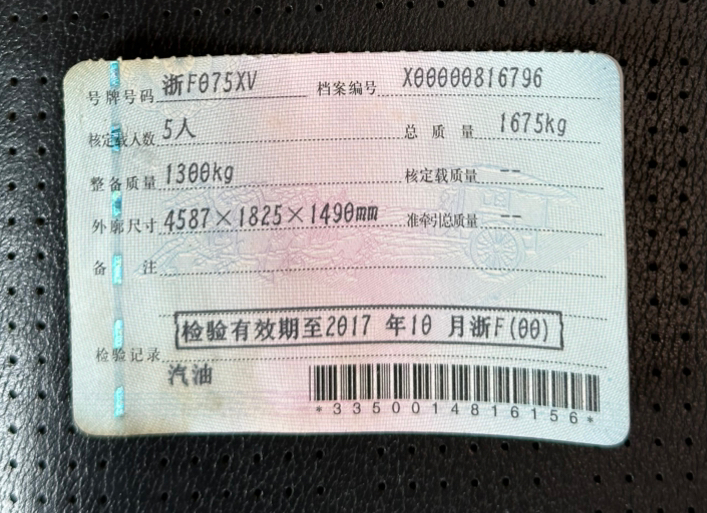 号牌号码 浙F075XV 档案编号 X00000816796
核定载人数 5人 总质量 1675kg
整备质量 1300kg 核定载质量 --
外廓尺寸 4587×1825×1490mm 准牵引总质量 --
备注
检验有效期至2017 年10 月浙F(00)
检验记录
汽油
*3350014816156*